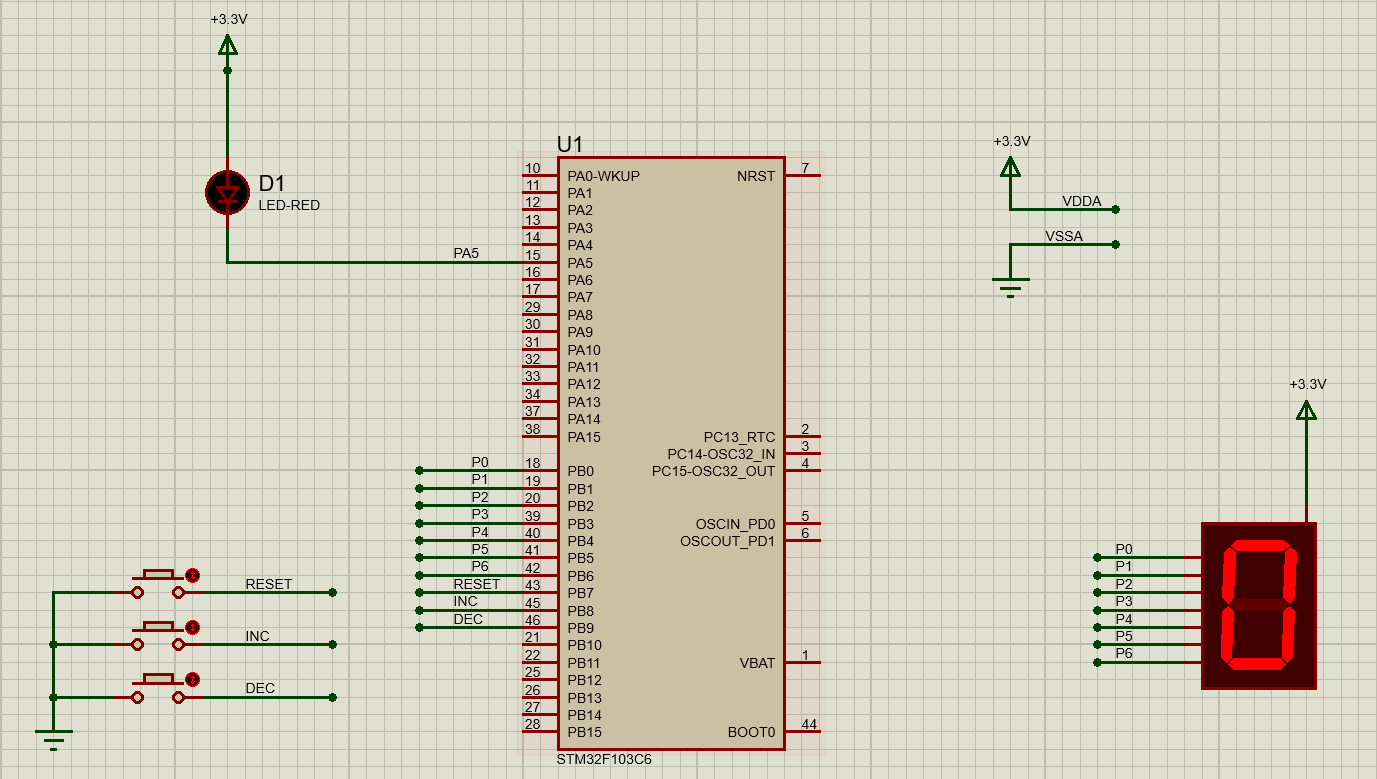 +3.3V
D1
LED-RED
PA5
U1
10 PA0-WKUP
11 PA1
12 PA2
13 PA3
14 PA4
15 PA5
16 PA6
17 PA7
29 PA8
30 PA9
31 PA10
32 PA11
33 PA12
34 PA13
37 PA14
38 PA15
P0 18 PB0
P1 19 PB1
P2 20 PB2
P3 39 PB3
P4 40 PB4
P5 41 PB5
P6 42 PB6
RESET 43 PB7
INC 45 PB8
DEC 46 PB9
21 PB10
22 PB11
25 PB12
26 PB13
27 PB14
28 PB15
NRST 7
PC13_RTC 2
PC14-OSC32_IN 3
PC15-OSC32_OUT 4
OSCIN_PD0 5
OSCOUT_PD1 6
VBAT 1
BOOT0 44
STM32F103C6
RESET
INC
DEC
+3.3V
VDDA
VSSA
+3.3V
P0
P1
P2
P3
P4
P5
P6
0